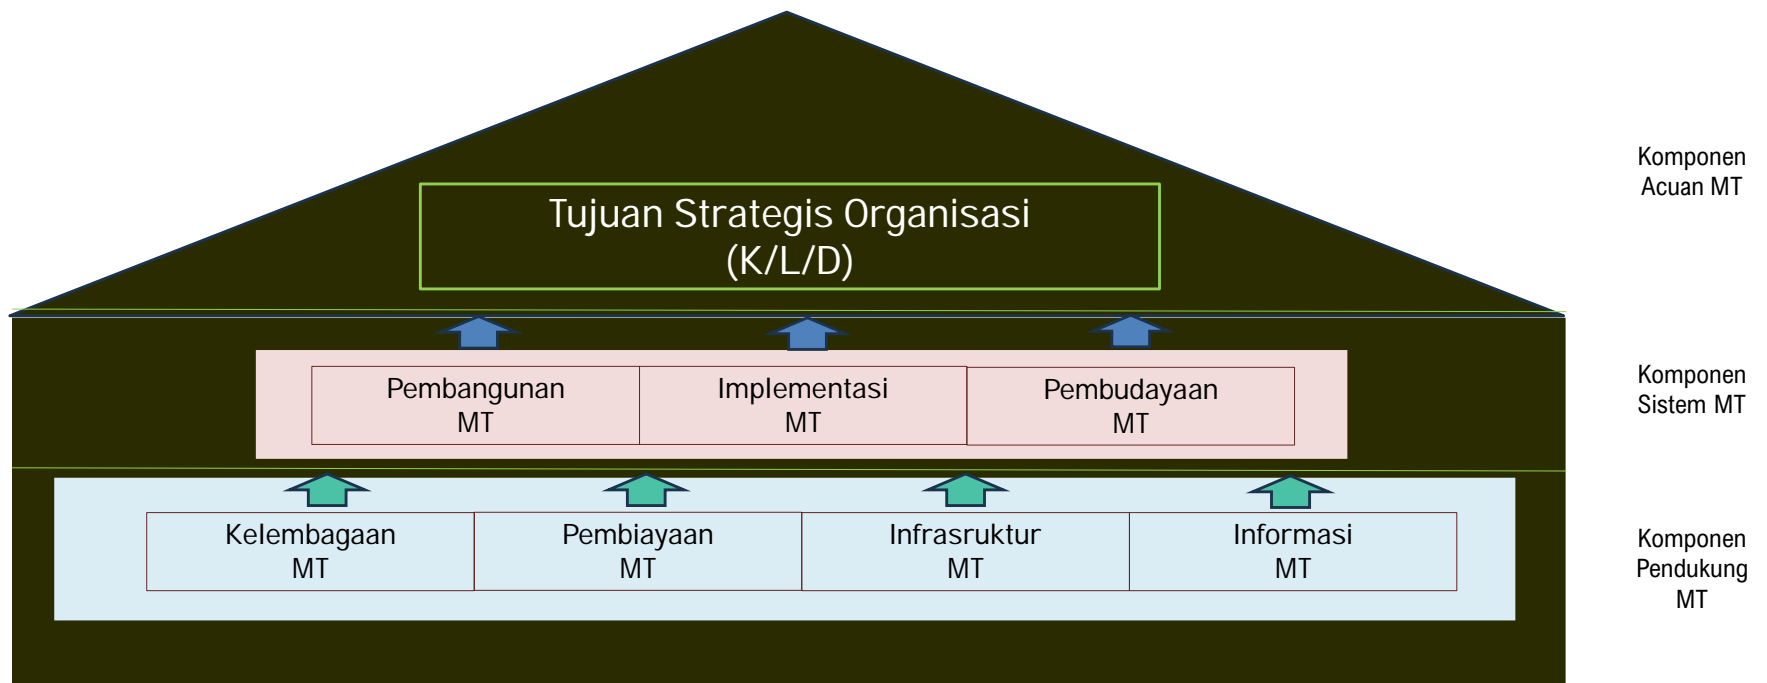 Tujuan Strategis Organisasi
(K/L/D)
Komponen
Acuan MT
Pembangunan
MT
Implementasi
MT
Pembudayaan
MT
Komponen
Sistem MT
Kelembagaan
MT
Pembiayaan
MT
Infrasruktur
MT
Informasi
MT
Komponen
Pendukung
MT